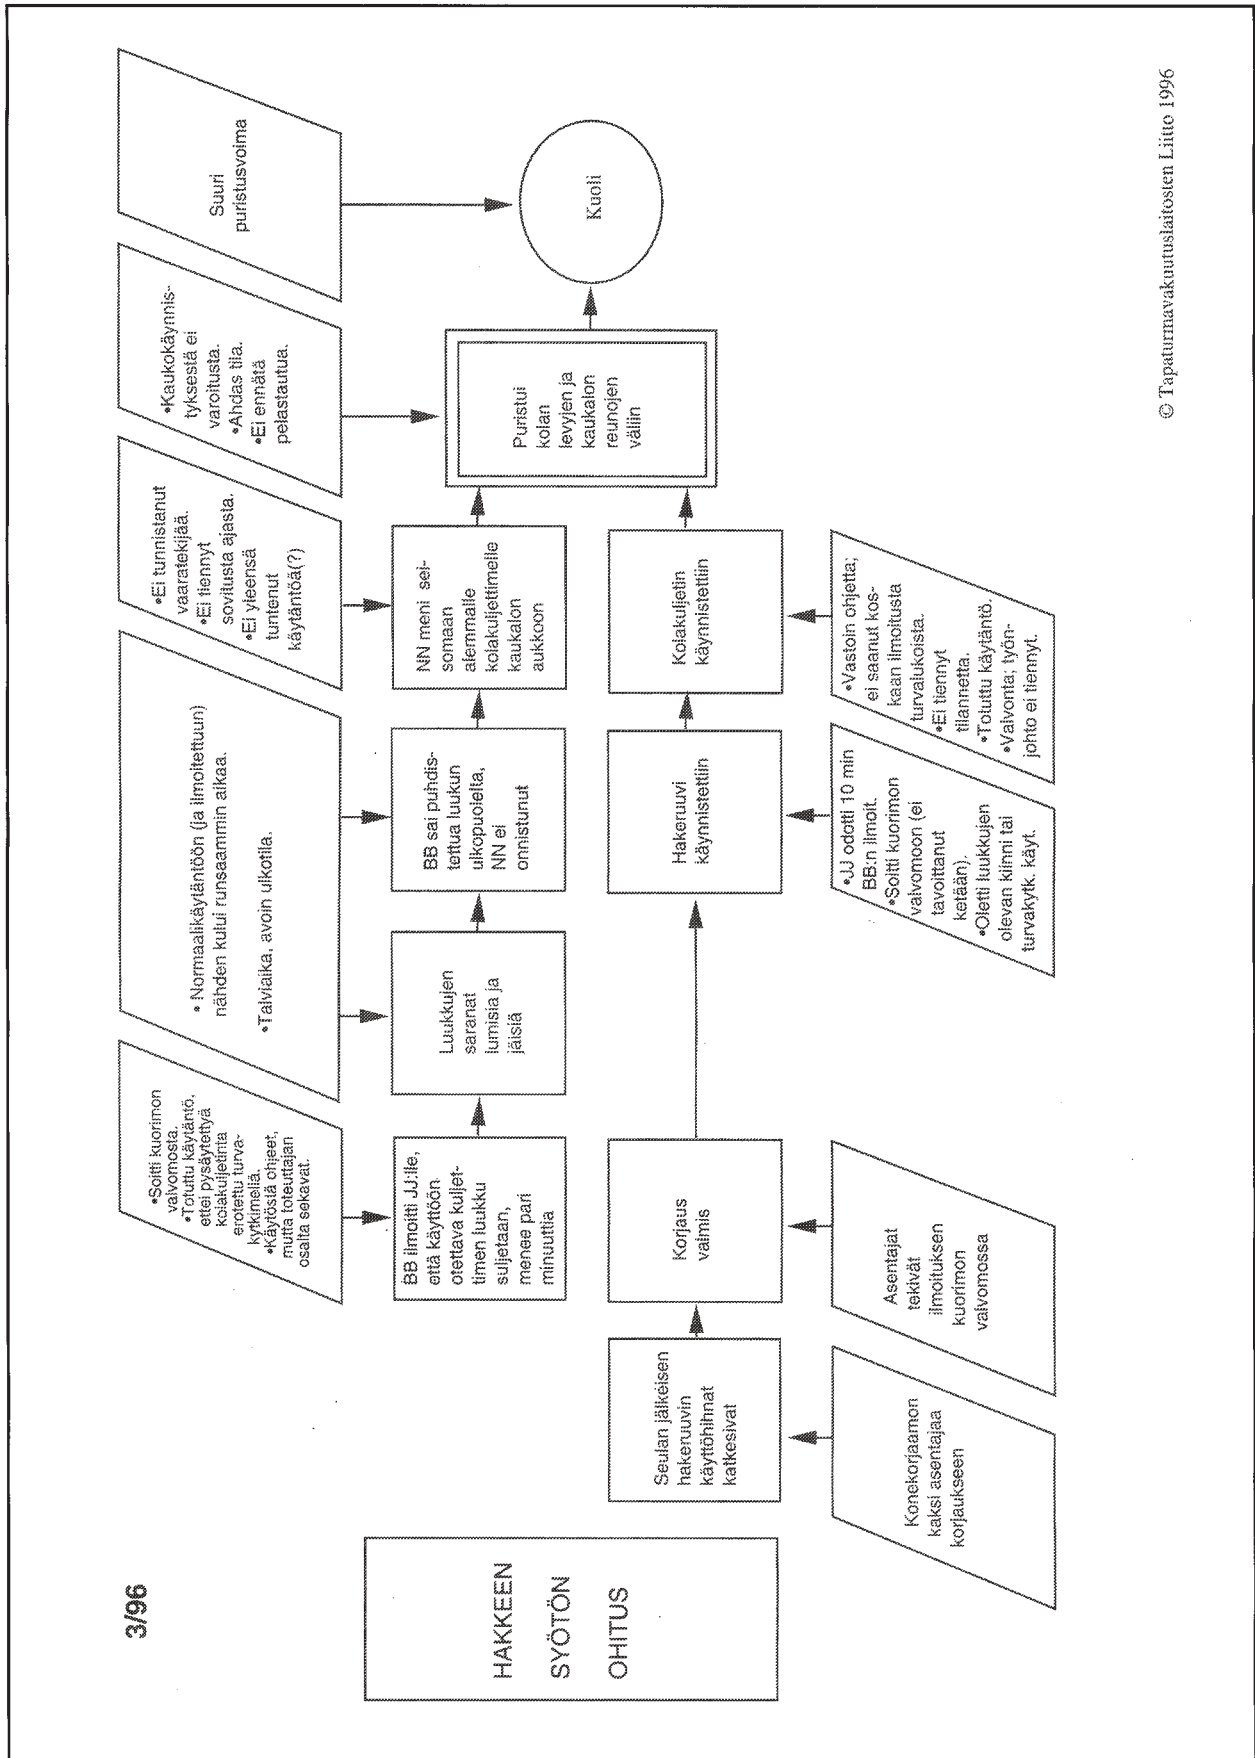 3/96
HAKKEEN
SYÖTÖN
OHITUS
•Soitti kuorimon
valvomosta.
•Totuttu käytäntö,
ettei pysäytettyä
kolakuljetinta
erotettu turva-
kytkimellä.
•Käytöstä ohjeet,
mutta toteuttajan
osalta sekavat.
• Normaalikäytäntöön (ja ilmoitettuun)
nähden kului runsaammin aikaa.
•Talviaika, avoin ulkotila.
•Ei tunnistanut
vaaratekijää.
•Ei tiennyt
sovitusta ajasta.
•Ei yleensä
tuntenut
käytäntöä(?)
•Kaukokäynnis-
tyksestä ei
varoitusta.
•Ahdas tila.
•Ei ennätä
pelastautua.
Suuri
puristusvoima
BB ilmoitti JJ:lle,
että käyttöön
otettava kuljet-
timen luukku
suljetaan,
menee pari
minuuttia
Luukkujen
saranat
lumisia ja
jäisiä
BB sai puhdis-
tettua luukun
ulkopuolelta,
NN ei
onnistunut
NN meni sei-
somaan
alemmalle
kolakuljettimelle
kaukalon
aukkoon
Puristui
kolan
levyjen ja
kaukalon
reunojen
väliin
Kuoli
Seulan jälkeisen
hakeruuvin
käyttöhihnat
katkesivat
Korjaus
valmis
Hakeruuvi
käynnistettiin
Kolakuljetin
käynnistettiin
Konekorjaamon
kaksi asentajaa
korjaukseen
Asentajat
tekivät
ilmoituksen
kuorimon
valvomossa
•JJ odotti 10 min
BB:n ilmoit.
•Soitti kuorimon
valvomoon (ei
tavoittanut
ketään).
•Oletti luukkujen
olevan kiinni tai
turvakytk. käyt.
•Vastoin ohjetta;
ei saanut kos-
kaan ilmoitusta
turvalukoista.
•Ei tiennyt
tilannetta.
•Totuttu käytäntö.
•Valvonta; työn-
johto ei tiennyt.
© Tapaturmavakuutuslaitosten Liitto 1996